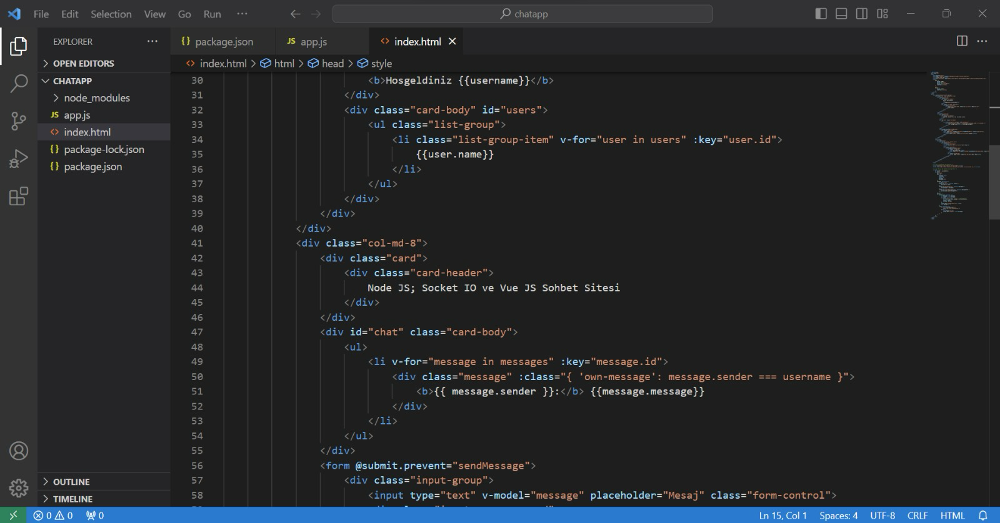 File Edit Selection View Go Run ··· chatapp
EXPLORER ···
OPEN EDITORS
CHATAPP
node_modules
JS app.js
<> index.html
{} package-lock.json
{} package.json
OUTLINE
TIMELINE
{} package.json JS app.js <> index.html
<> index.html > html > head > style
30 <b>Hosgeldiniz {{username}}</b>
31 </div>
32 <div class="card-body" id="users">
33 <ul class="list-group">
34 <li class="list-group-item" v-for="user in users" :key="user.id">
35 {{user.name}}
36 </li>
37 </ul>
38 </div>
39 </div>
40 </div>
41 <div class="col-md-8">
42 <div class="card">
43 <div class="card-header">
44 Node JS; Socket IO ve Vue JS Sohbet Sitesi
45 </div>
46 </div>
47 <div id="chat" class="card-body">
48 <ul>
49 <li v-for="message in messages" :key="message.id">
50 <div class="message" :class="{ 'own-message': message.sender === username }">
51 <b>{{ message.sender }}:</b> {{message.message}}
52 </div>
53 </li>
54 </ul>
55 </div>
56 <form @submit.prevent="sendMessage">
57 <div class="input-group">
58 <input type="text" v-model="message" placeholder="Mesaj" class="form-control">
0 0 0 Ln 15, Col 1 Spaces: 4 UTF-8 CRLF HTML